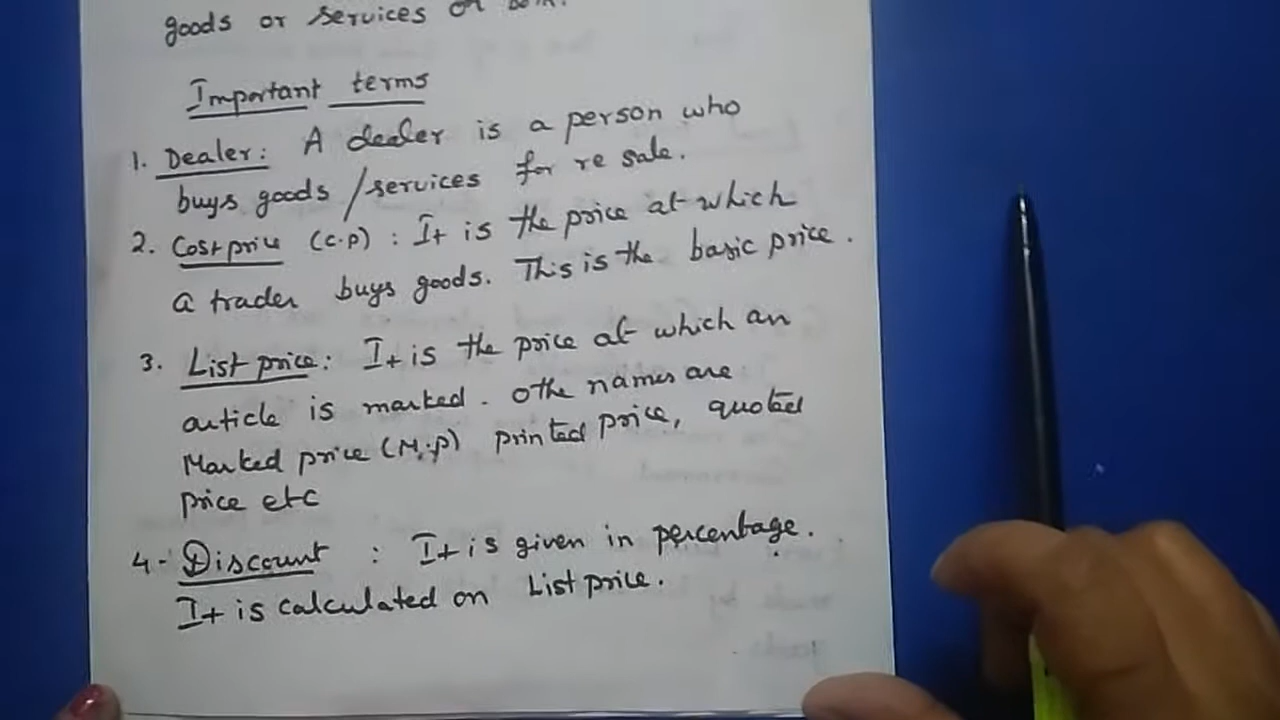 goods or services or
Important terms
1. Dealer: A dealer is a person who
buys goods/services for re sale.
2. Cost price (C.P) : It is the price at which
a trader buys goods. This is the basic price.
3. List price: It is the price at which an
article is marked. Othe names are
Marked price (M.P) printed price, quoted
price etc
4- Discount : It is given in percentage.
It is calculated on List price.